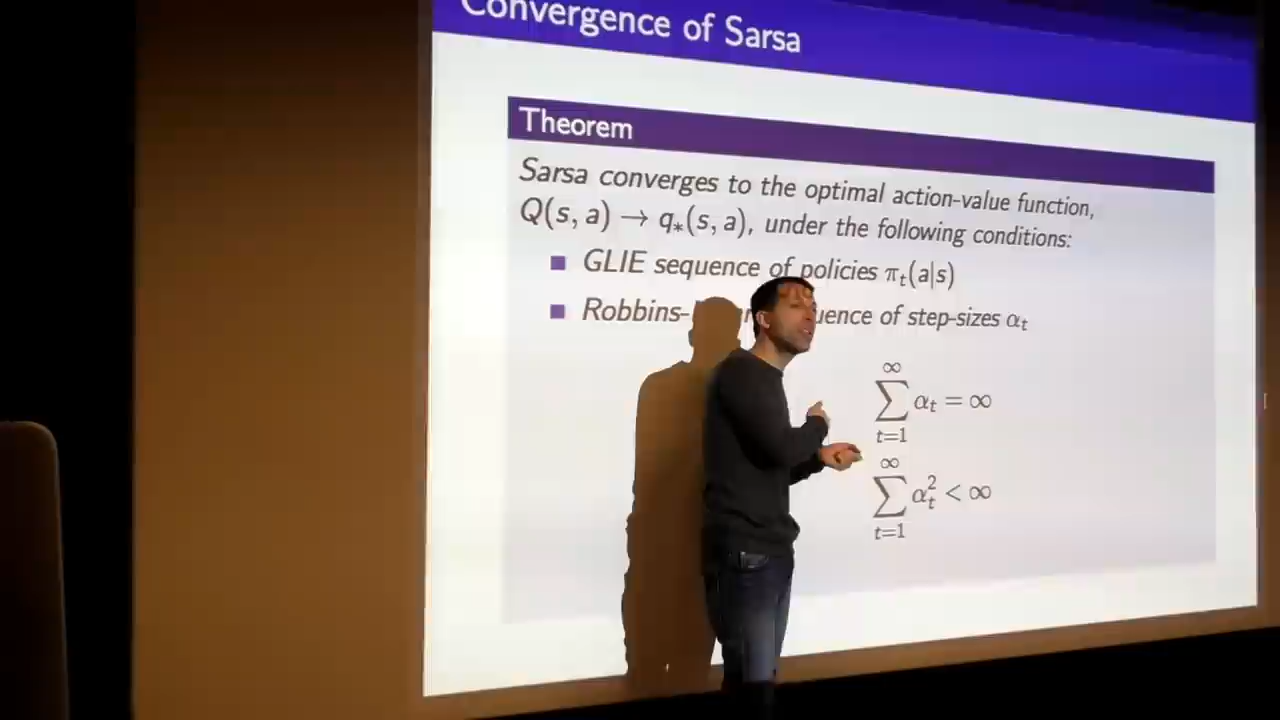 Convergence of Sarsa
Theorem
Sarsa converges to the optimal action-value function,
Q(s, a) → q∗(s, a), under the following conditions:
■ GLIE sequence of policies πt(a|s)
■ Robbins- of step-sizes αt
∞
∑ αt = ∞
t=1
∞
∑ αt² < ∞
t=1